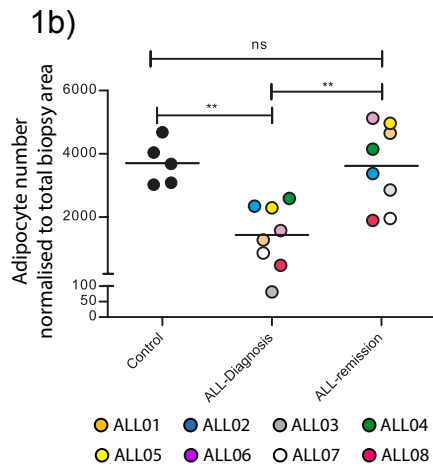 1b)
ns
**
**
Adipocyte number
normalised to total biopsy area
6000
4000
2000
100
50
0
Control
ALL-Diagnosis
ALL-remission
ALL01
ALL02
ALL03
ALL04
ALL05
ALL06
ALL07
ALL08